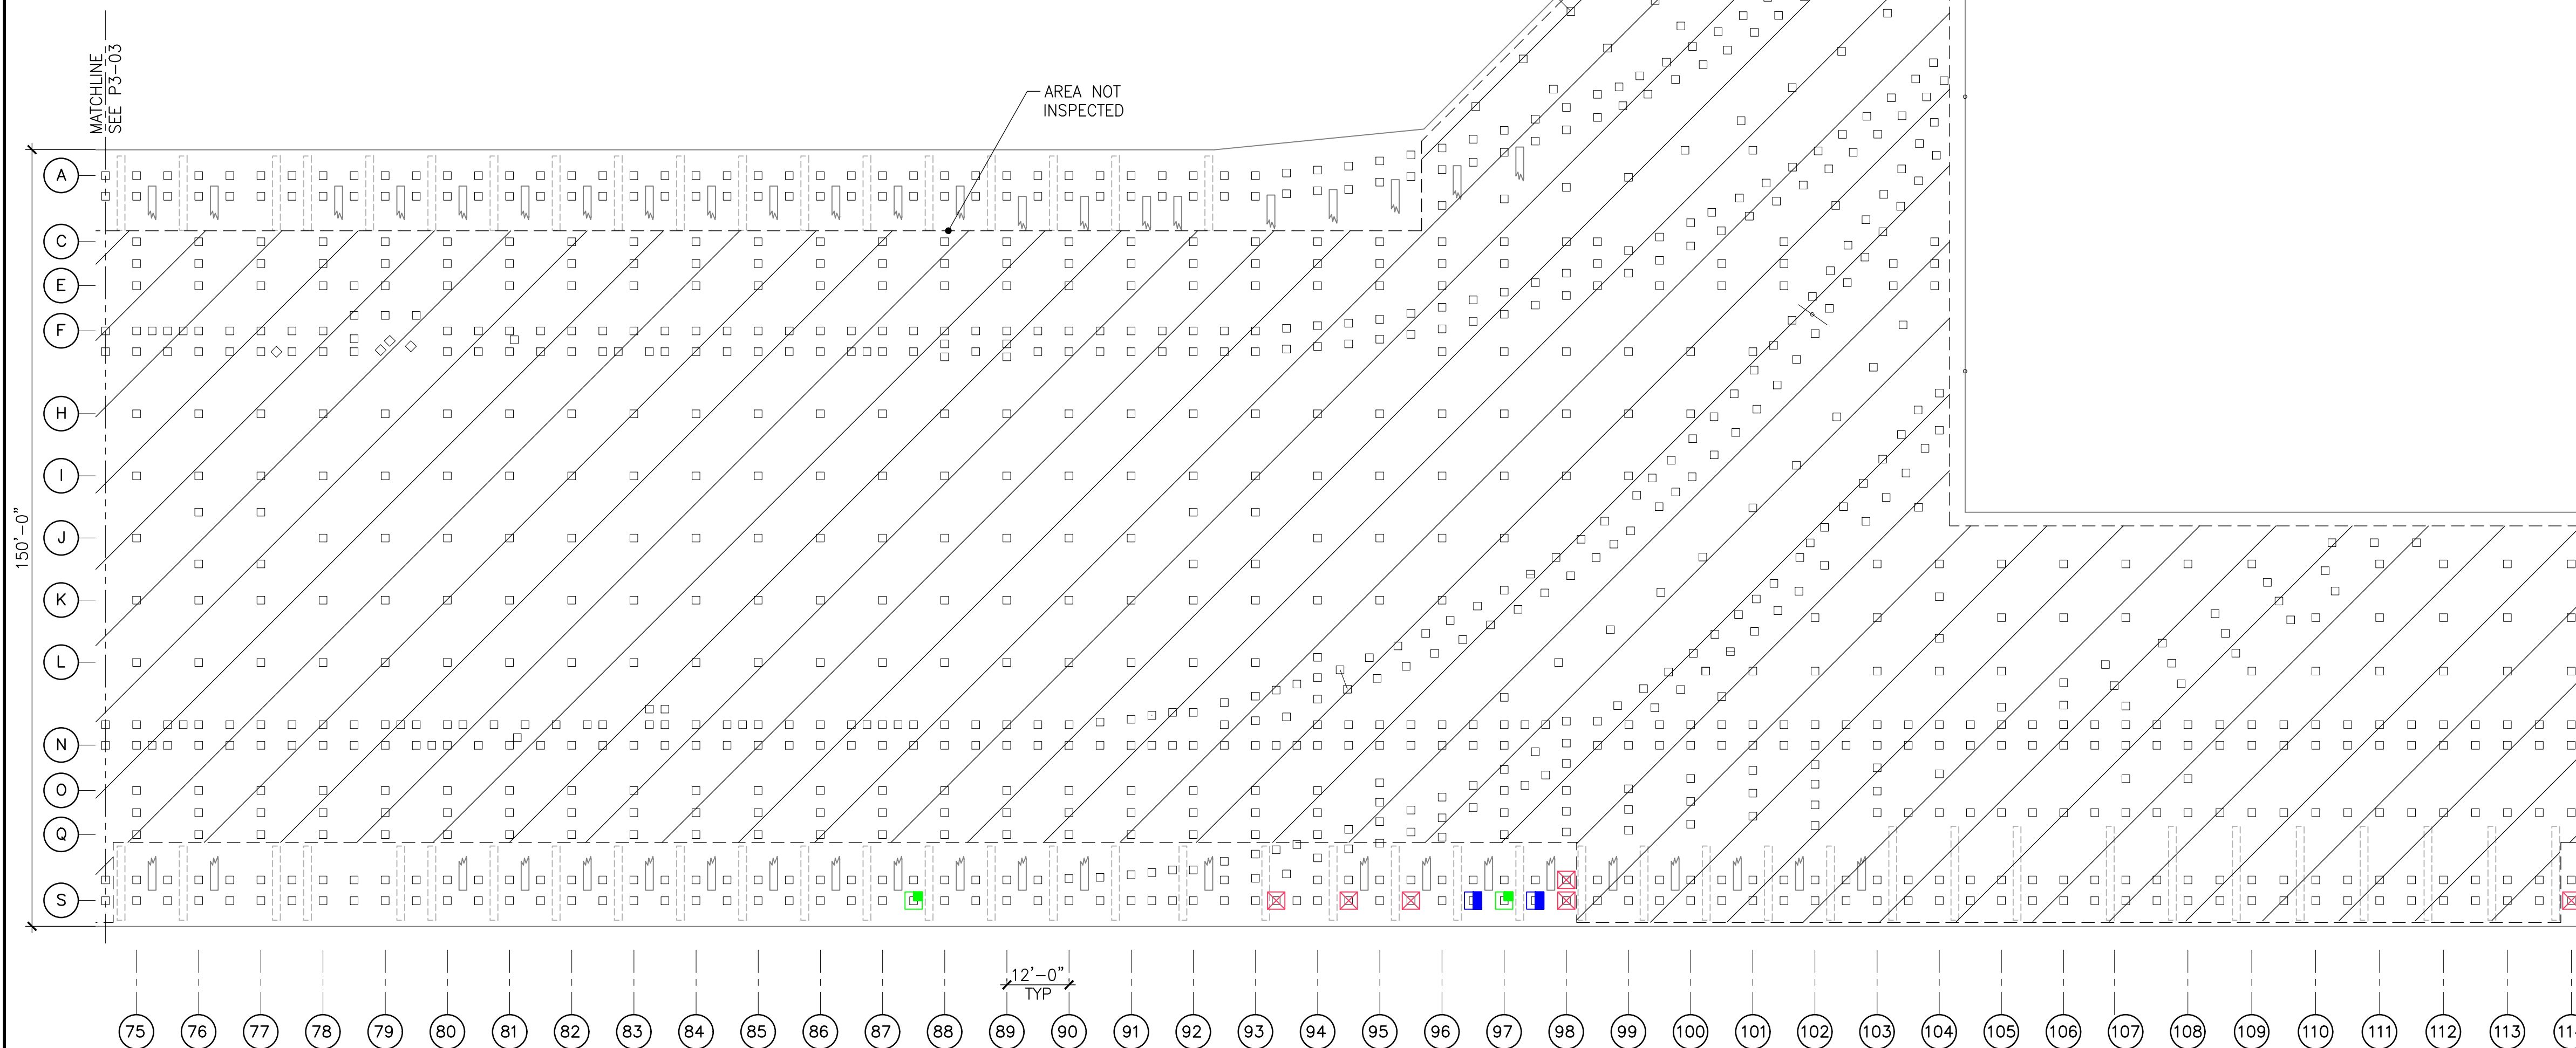 MATCHLINE
SEE P3-03
AREA NOT
INSPECTED
A
C
E
F
H
I
J
K
L
N
O
Q
S
150'-0"
12'-0"
TYP
75 76 77 78 79 80 81 82 83 84 85 86 87 88 89 90 91 92 93 94 95 96 97 98 99 100 101 102 103 104 105 106 107 108 109 110 111 112 113